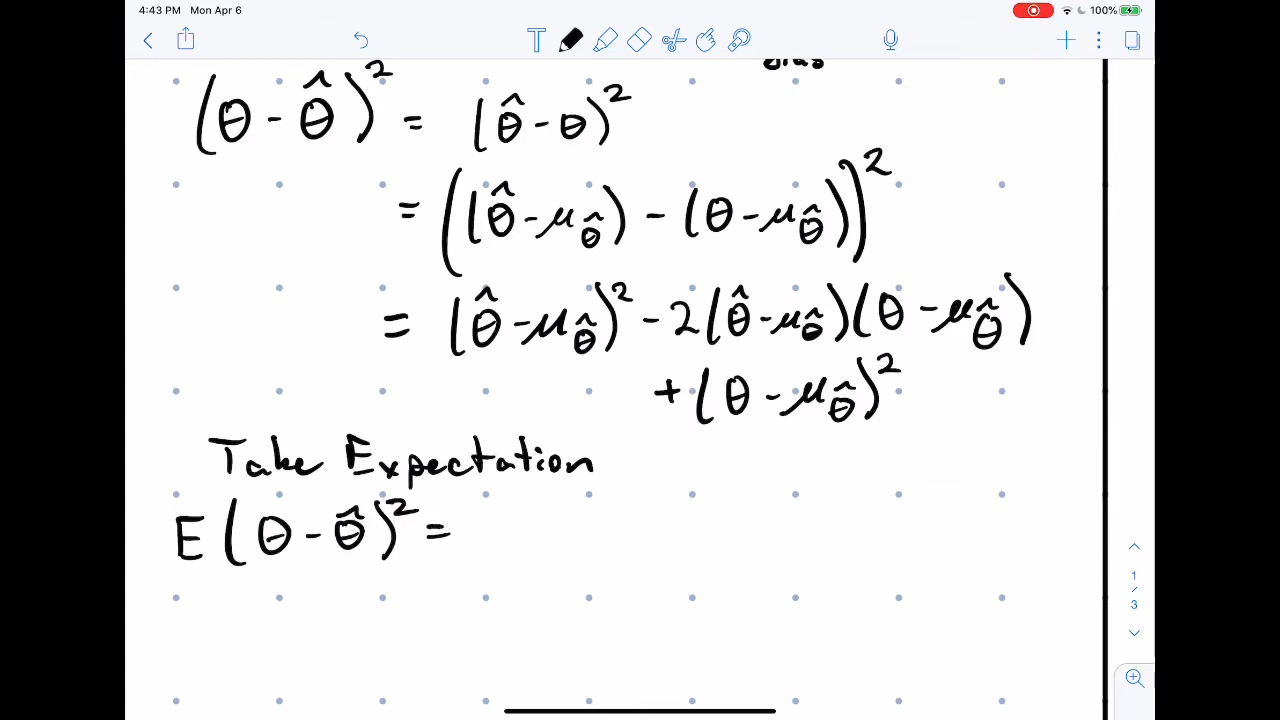 4:43 PM Mon Apr 6 100%
T
bias
(θ - θ̂)² = (θ̂ - θ)²
= ((θ̂ - μ_θ̂) - (θ - μ_θ̂))²
= (θ̂ - μ_θ̂)² - 2(θ̂ - μ_θ̂)(θ - μ_θ̂)
+ (θ - μ_θ̂)²
Take Expectation
E(θ - θ̂)² =
1
/
3